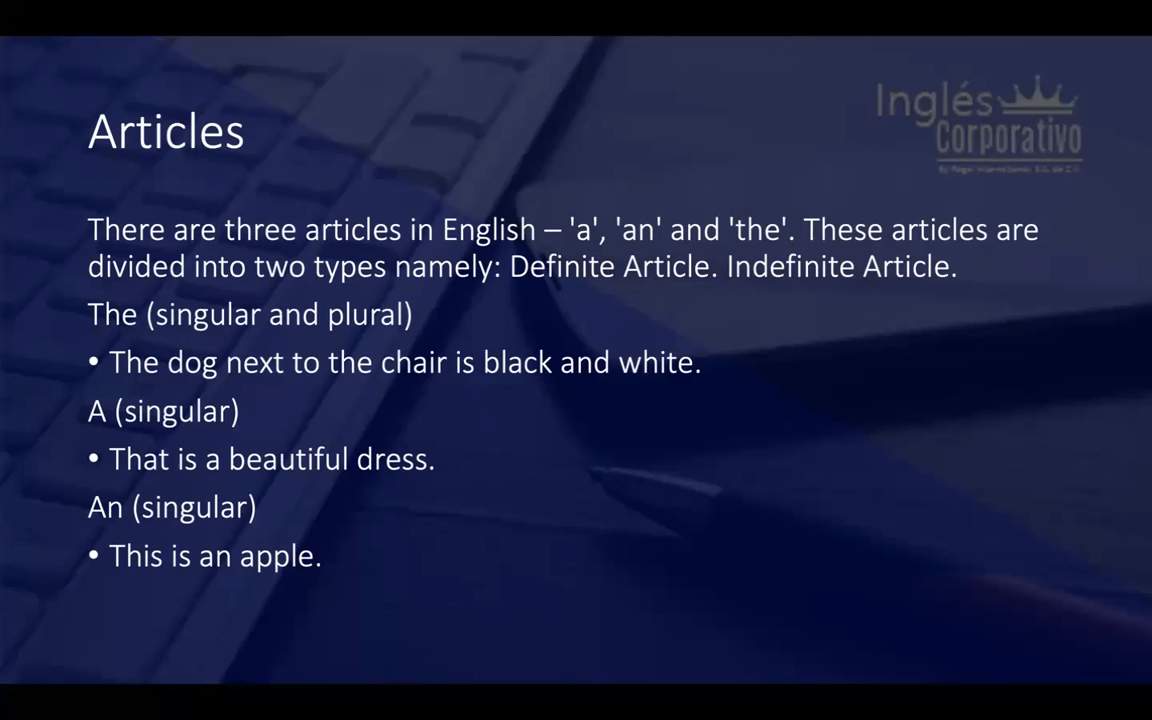 Inglés
Corporativo
Articles
There are three articles in English – 'a', 'an' and 'the'. These articles are
divided into two types namely: Definite Article. Indefinite Article.
The (singular and plural)
• The dog next to the chair is black and white.
A (singular)
• That is a beautiful dress.
An (singular)
• This is an apple.